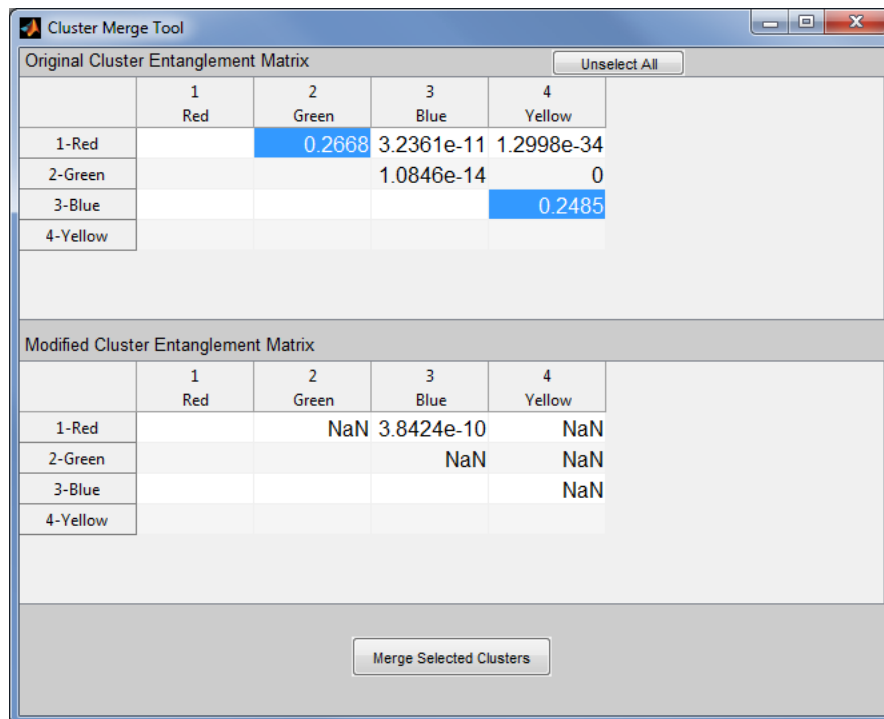 Cluster Merge Tool
Original Cluster Entanglement Matrix Unselect All
1 2 3 4
Red Green Blue Yellow
1-Red 0.2668 3.2361e-11 1.2998e-34
2-Green 1.0846e-14 0
3-Blue 0.2485
4-Yellow
Modified Cluster Entanglement Matrix
1 2 3 4
Red Green Blue Yellow
1-Red NaN 3.8424e-10 NaN
2-Green NaN NaN
3-Blue NaN
4-Yellow
Merge Selected Clusters